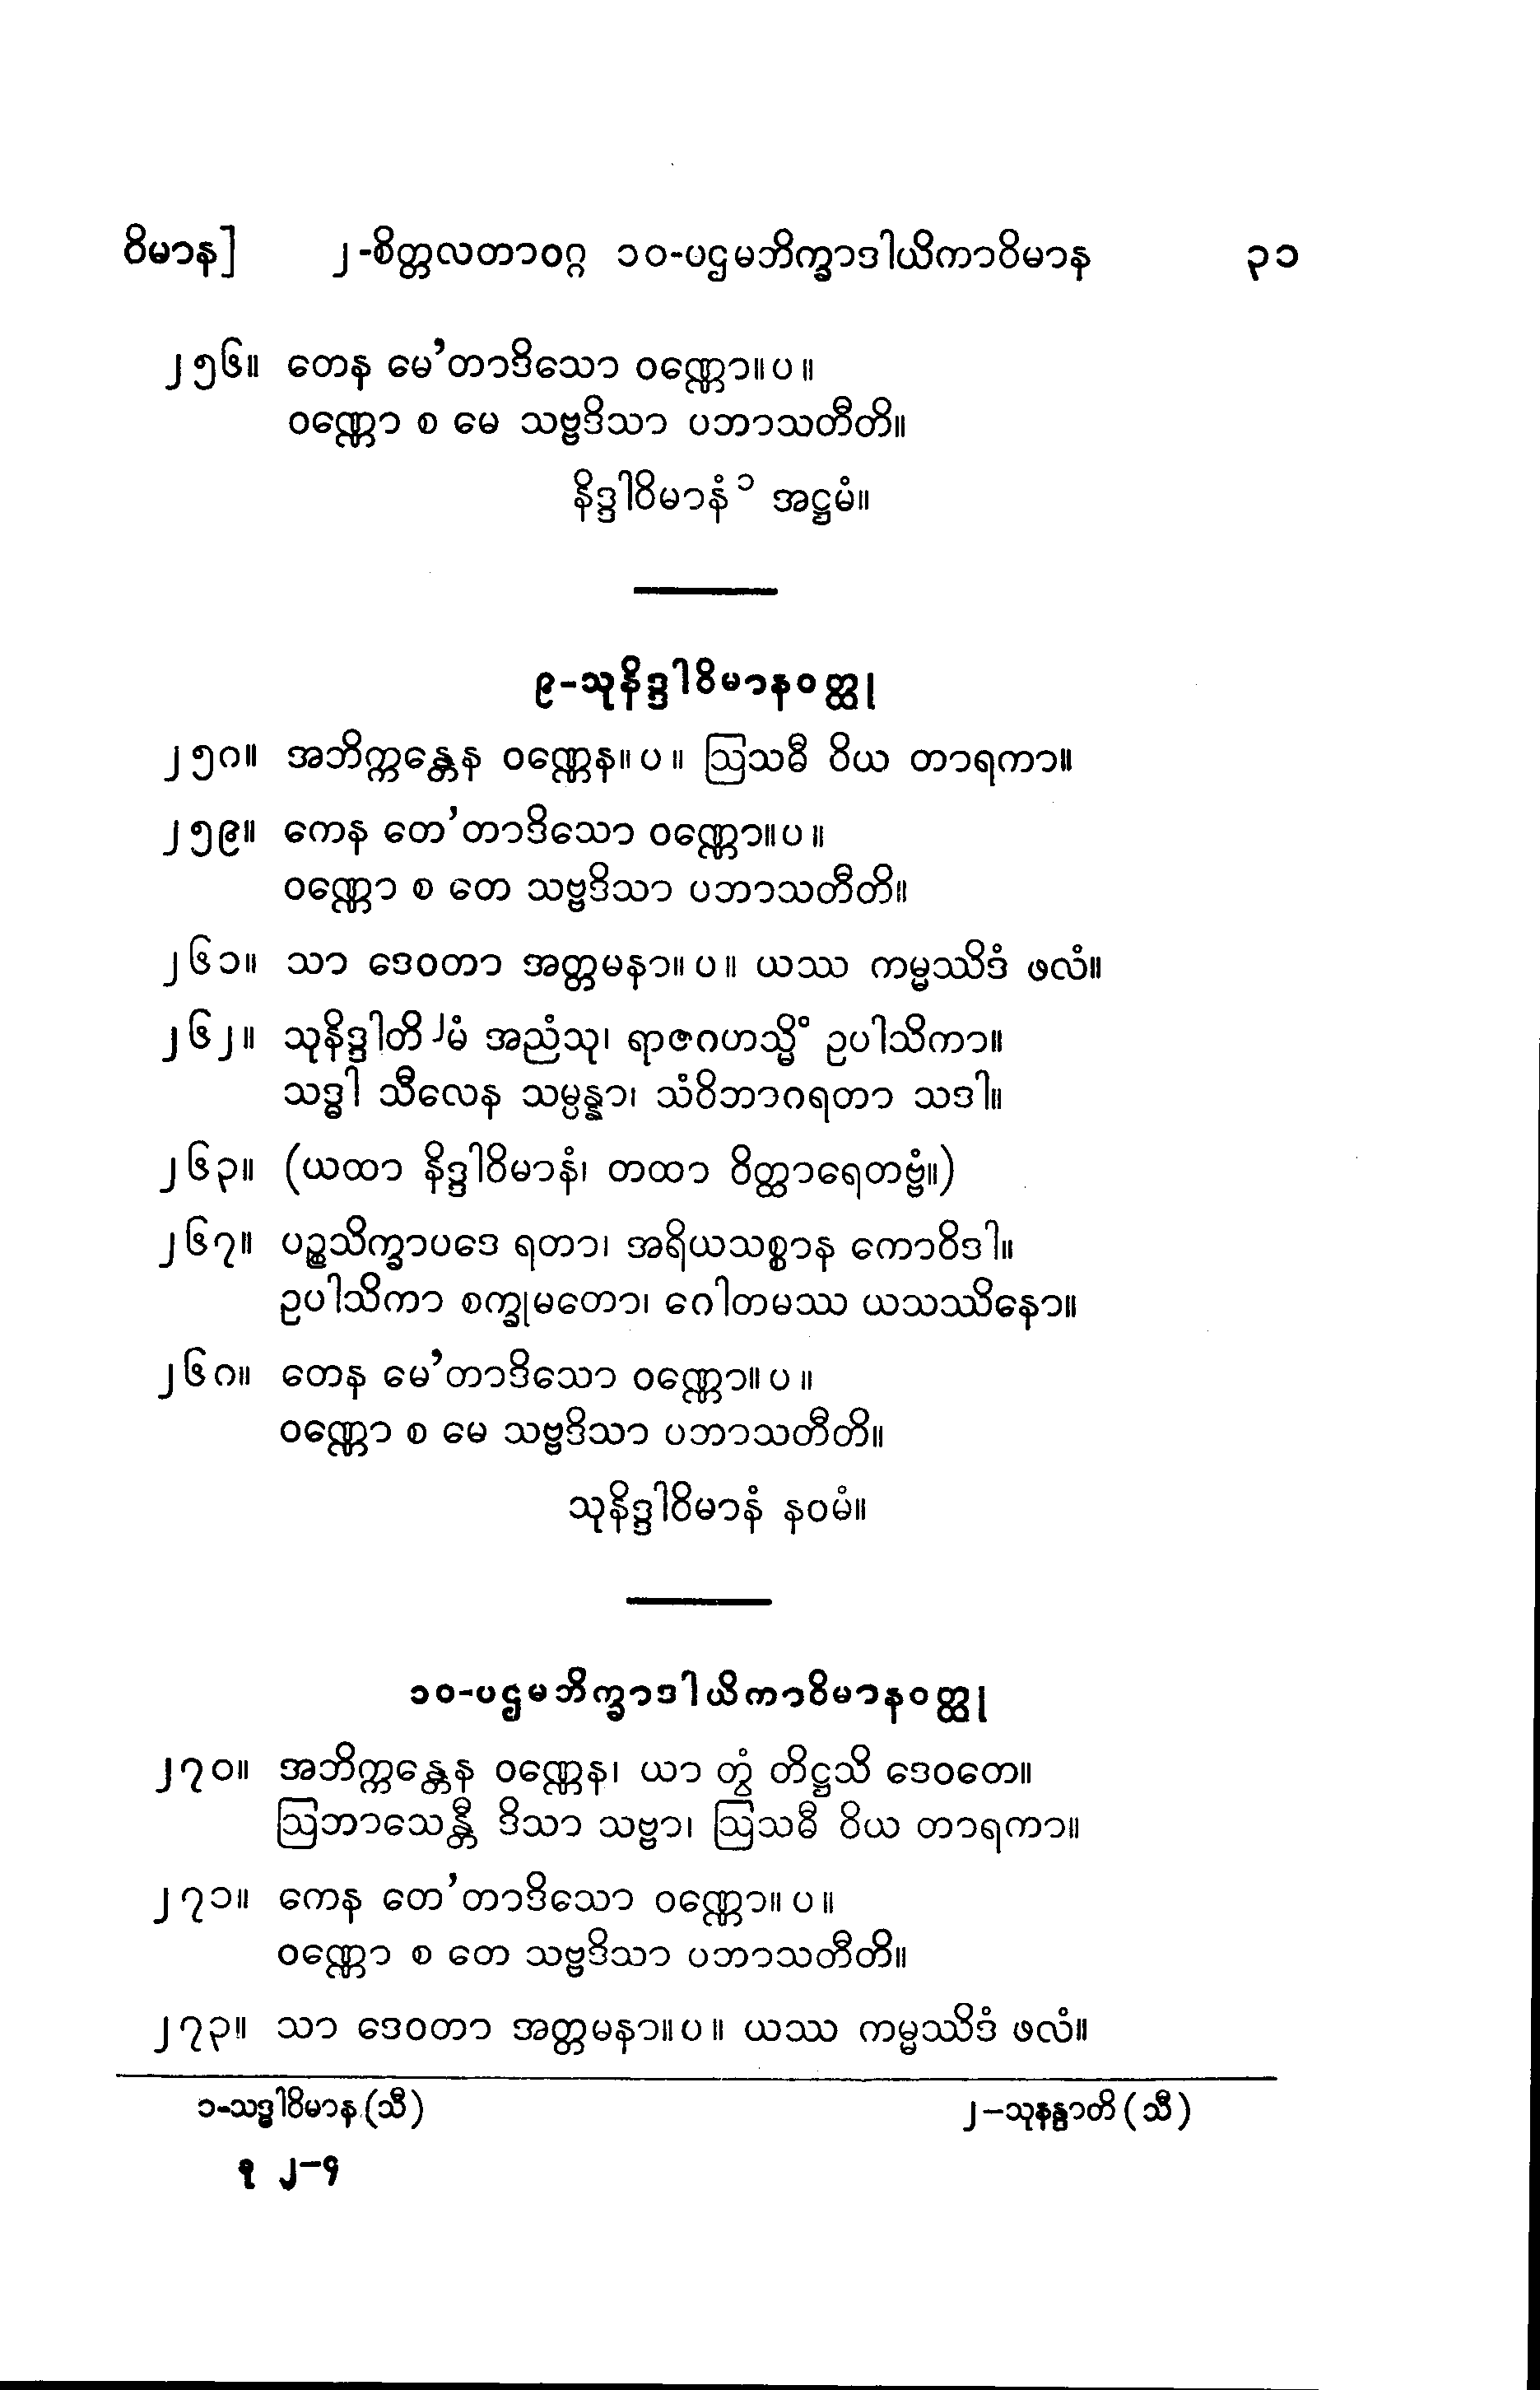 ဝိမာန] ၂-စိတ္တလတာဝဂ္ဂ ၁၀-ပဌမဘိက္ခာဒါယိကာဝိမာန ၃၁
၂၅၆။ တေန မေ’တာဒိသော ဝဏ္ဏော။ပ။
ဝဏ္ဏော စ မေ သဗ္ဗဒိသာ ပဘာသတီတိ။
နိဒ္ဒါဝိမာနံ ၁ အဋ္ဌမံ။
၉-သုနိဒ္ဒါဝိမာနဝတ္ထု
၂၅၈။ အဘိက္ကန္တေန ဝဏ္ဏေန။ပ။ ဩသဓီ ဝိယ တာရကာ။
၂၅၉။ ကေန တေ’တာဒိသော ဝဏ္ဏော။ပ။
ဝဏ္ဏော စ တေ သဗ္ဗဒိသာ ပဘာသတီတိ။
၂၆၁။ သာ ဒေဝတာ အတ္တမနာ။ပ။ ယဿ ကမ္မဿိဒံ ဖလံ။
၂၆၂။ သုနိဒ္ဒါတိ ၂ မံ အညံသု၊ ရာဇဂဟသ္မိံ ဥပါသိကာ။
သဒ္ဓါ သီလေန သမ္ပန္နာ၊ သံဝိဘာဂရတာ သဒါ။
၂၆၃။ (ယထာ နိဒ္ဒါဝိမာနံ၊ တထာ ဝိတ္ထာရေတဗ္ဗံ။)
၂၆၇။ ပဉ္စသိက္ခာပဒေ ရတာ၊ အရိယသစ္စာန ကောဝိဒါ။
ဥပါသိကာ စက္ခုမတော၊ ဂေါတမဿ ယသဿိနော။
၂၆၈။ တေန မေ’တာဒိသော ဝဏ္ဏော။ပ။
ဝဏ္ဏော စ မေ သဗ္ဗဒိသာ ပဘာသတီတိ။
သုနိဒ္ဒါဝိမာနံ နဝမံ။
၁၀-ပဌမဘိက္ခာဒါယိကာဝိမာနဝတ္ထု
၂၇၀။ အဘိက္ကန္တေန ဝဏ္ဏေန၊ ယာ တွံ တိဋ္ဌသိ ဒေဝတေ။
ဩဘာသေန္တီ ဒိသာ သဗ္ဗာ၊ ဩသဓီ ဝိယ တာရကာ။
၂၇၁။ ကေန တေ’တာဒိသော ဝဏ္ဏော။ပ။
ဝဏ္ဏော စ တေ သဗ္ဗဒိသာ ပဘာသတီတိ။
၂၇၃။ သာ ဒေဝတာ အတ္တမနာ။ပ။ ယဿ ကမ္မဿိဒံ ဖလံ။
၁-သဒ္ဓါဝိမာန (သီ) ၂-သုနန္ဒာတိ (သီ)